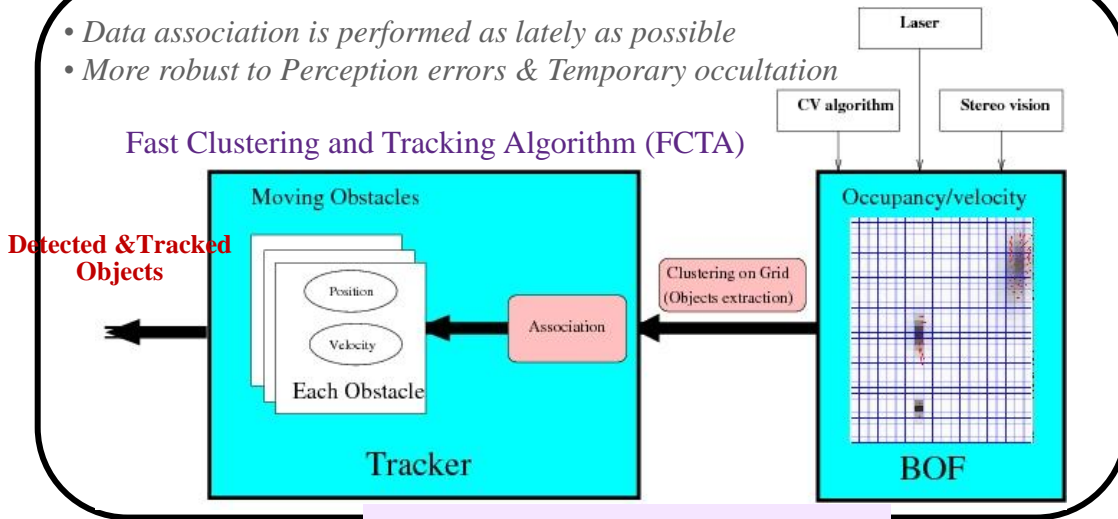 • Data association is performed as lately as possible
• More robust to Perception errors & Temporary occultation
Fast Clustering and Tracking Algorithm (FCTA)
Laser
CV algorithm
Stereo vision
Detected &Tracked
Objects
Moving Obstacles
Position
Velocity
Each Obstacle
Association
Tracker
Clustering on Grid
(Objects extraction)
Occupancy/velocity
BOF